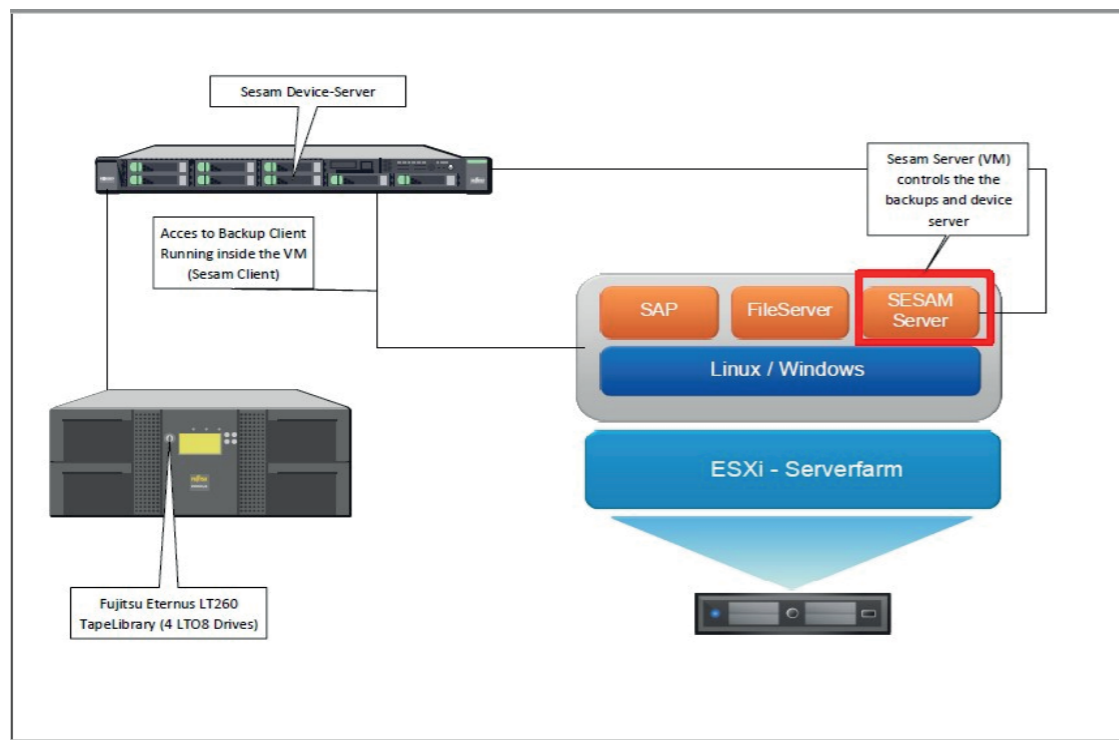 Sesam Device-Server
Sesam Server (VM)
controls the the
backups and device
server
Acces to Backup Client
Running inside the VM
(Sesam Client)
SAP
FileServer
SESAM
Server
Linux / Windows
ESXi - Serverfarm
Fujitsu Eternus LT260
TapeLibrary (4 LTO8 Drives)